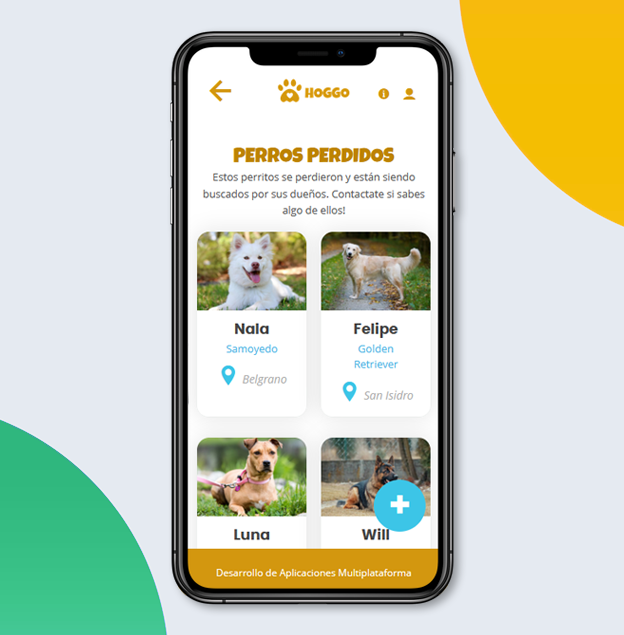 HOGGO
PERROS PERDIDOS
Estos perritos se perdieron y están siendo
buscados por sus dueños. Contactate si sabes
algo de ellos!
Nala
Samoyedo
Belgrano
Felipe
Golden
Retriever
San Isidro
Luna
Will
Desarrollo de Aplicaciones Multiplataforma